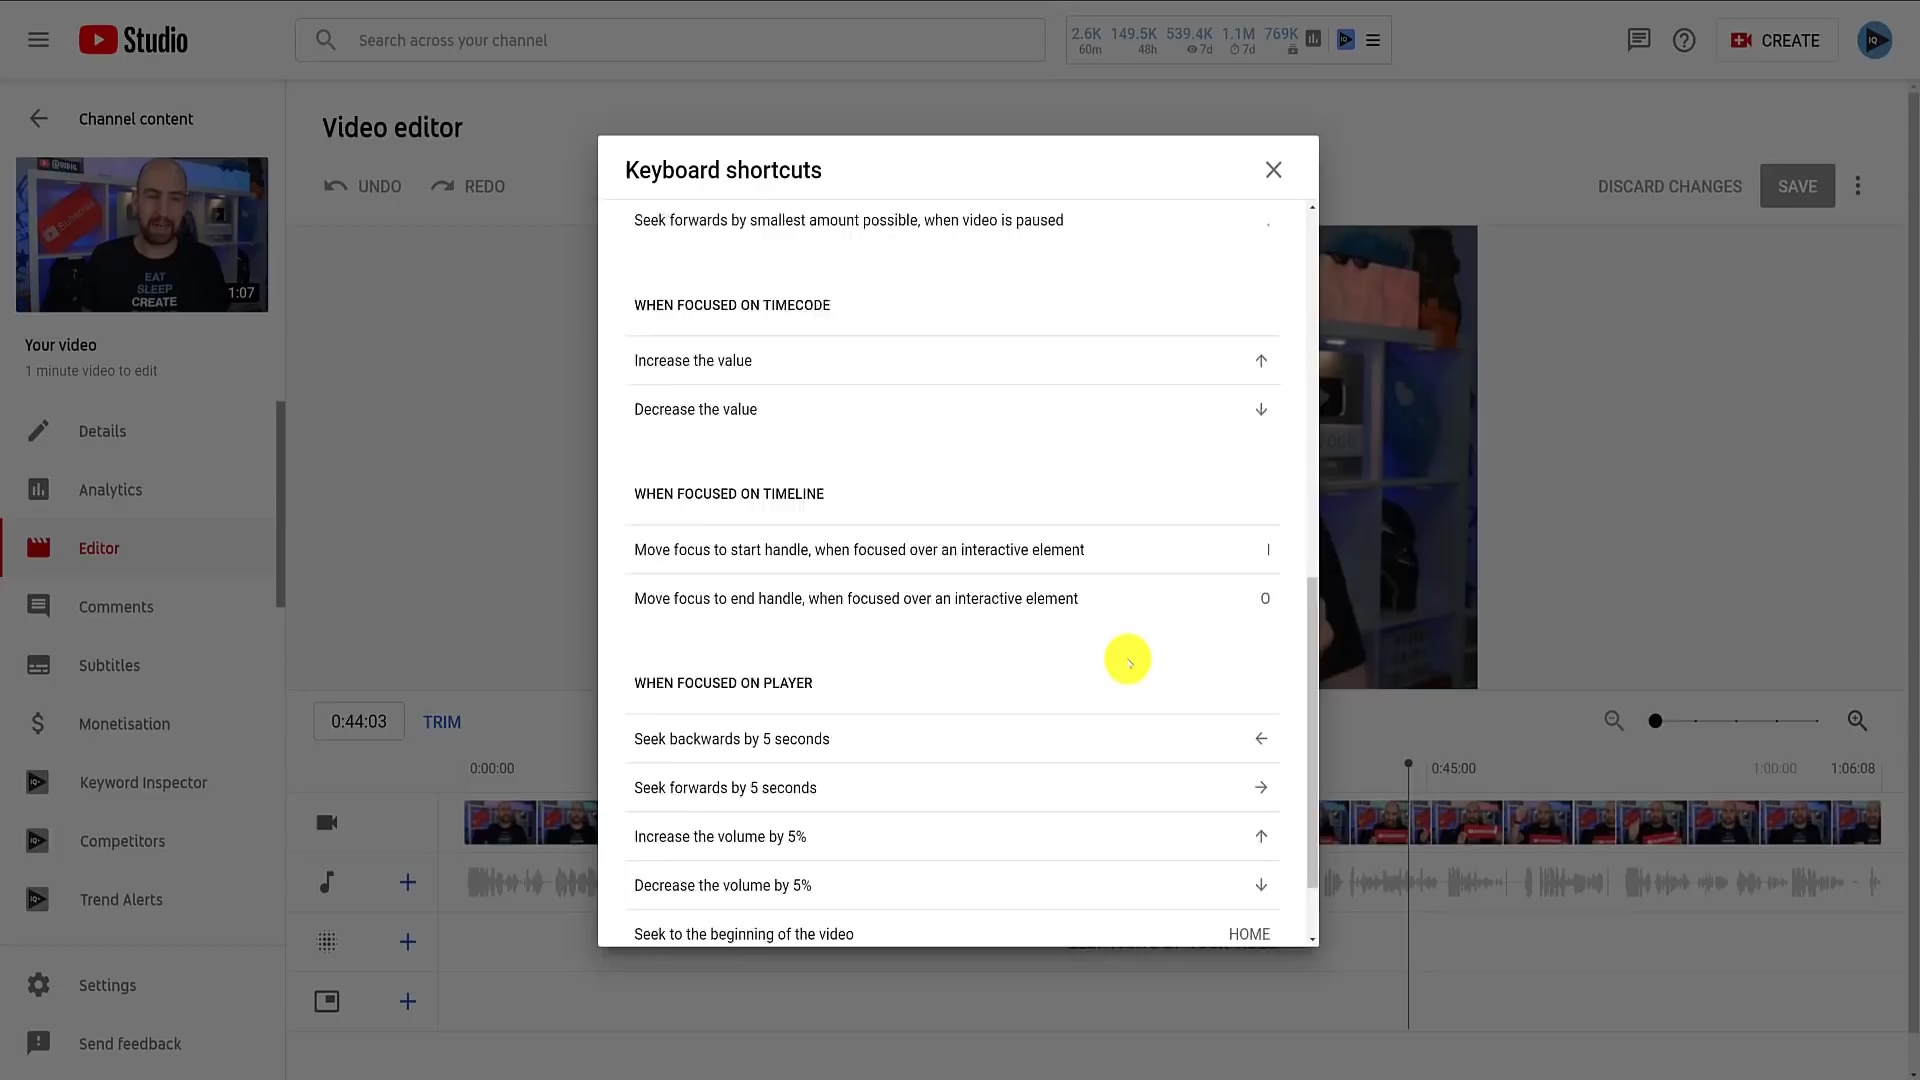 Studio
Search across your channel
2.6K 149.5K 539.4K 1.1M 769K
60m 48h 7d 7d
CREATE
Channel content
EAT
SLEEP
CREATE
1:07
Your video
1 minute video to edit
Details
Analytics
Editor
Comments
Subtitles
Monetisation
Keyword Inspector
Competitors
Trend Alerts
Settings
Send feedback
Video editor
UNDO REDO
DISCARD CHANGES SAVE
Keyboard shortcuts
Seek forwards by smallest amount possible, when video is paused .
WHEN FOCUSED ON TIMECODE
Increase the value ↑
Decrease the value ↓
WHEN FOCUSED ON TIMELINE
Move focus to start handle, when focused over an interactive element I
Move focus to end handle, when focused over an interactive element O
WHEN FOCUSED ON PLAYER
Seek backwards by 5 seconds ←
Seek forwards by 5 seconds →
Increase the volume by 5% ↑
Decrease the volume by 5% ↓
Seek to the beginning of the video HOME
0:44:03 TRIM
0:00:00 0:45:00 1:00:00 1:06:08